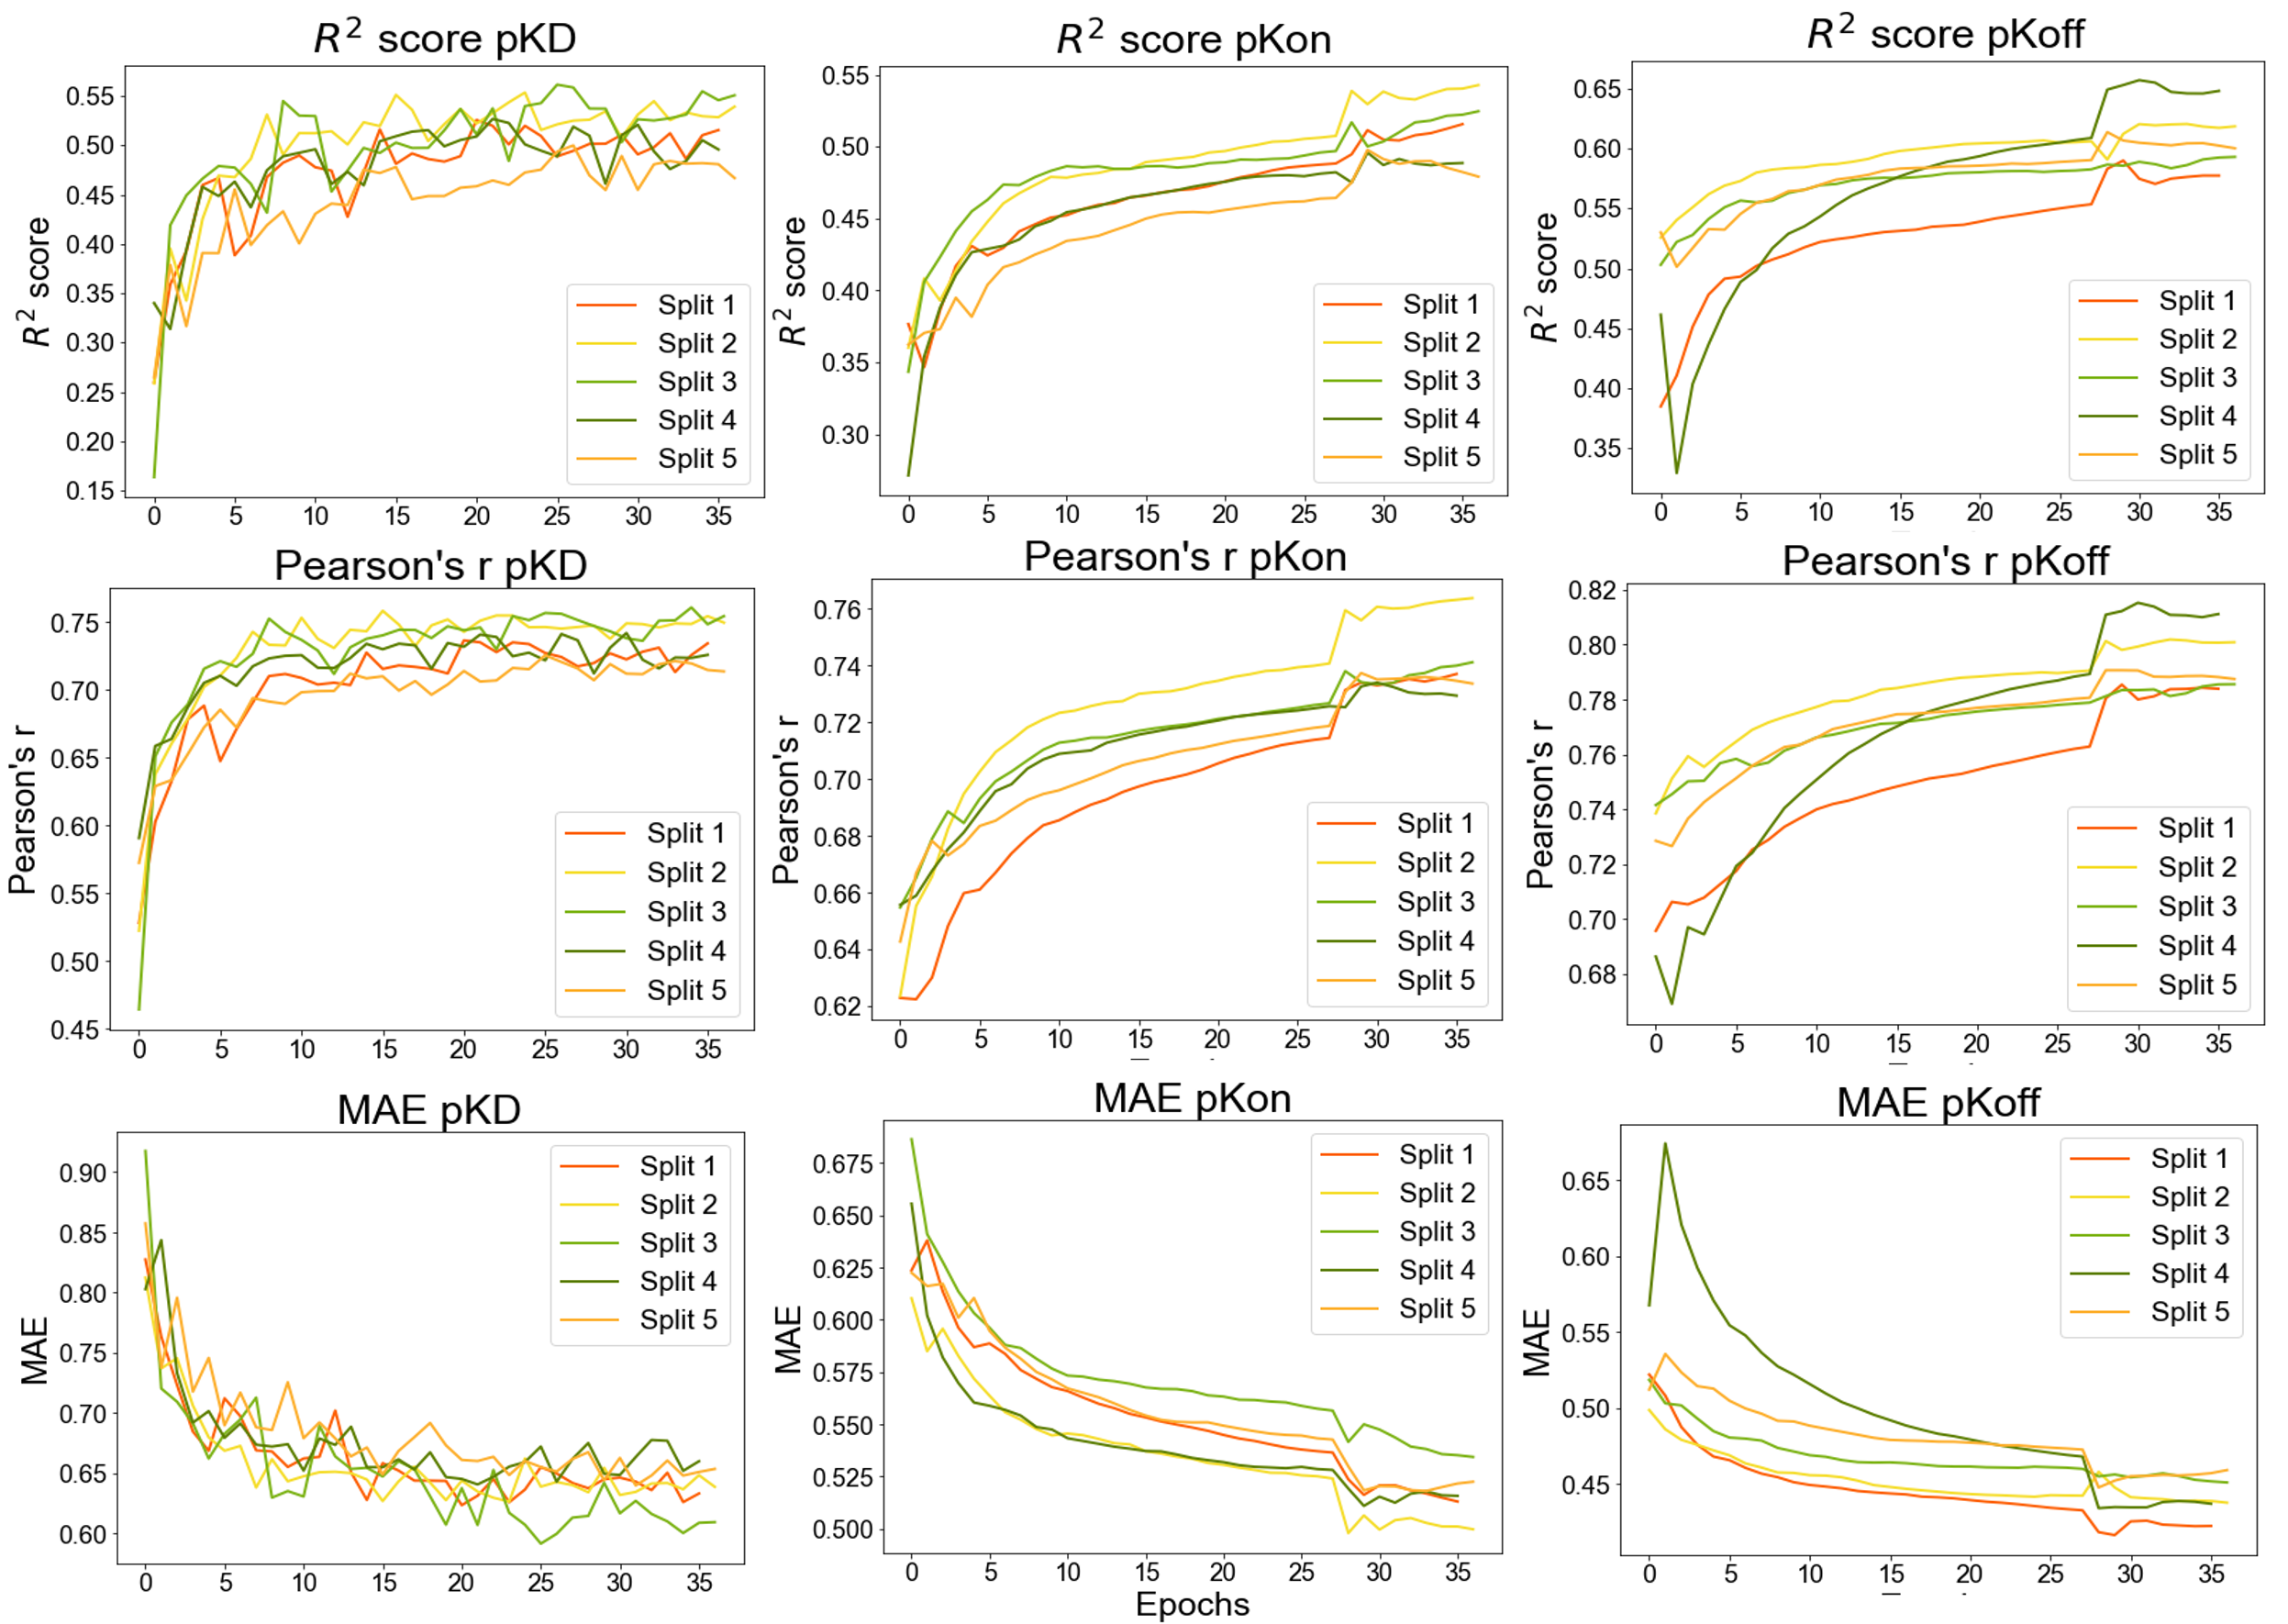 R² score pKD
R² score
0.55
0.50
0.45
0.40
0.35
0.30
0.25
0.20
0.15
0 5 10 15 20 25 30 35
Split 1
Split 2
Split 3
Split 4
Split 5
R² score pKon
R² score
0.55
0.50
0.45
0.40
0.35
0.30
0 5 10 15 20 25 30 35
Split 1
Split 2
Split 3
Split 4
Split 5
R² score pKoff
R² score
0.65
0.60
0.55
0.50
0.45
0.40
0.35
0 5 10 15 20 25 30 35
Split 1
Split 2
Split 3
Split 4
Split 5
Pearson's r pKD
Pearson's r
0.75
0.70
0.65
0.60
0.55
0.50
0.45
0 5 10 15 20 25 30 35
Split 1
Split 2
Split 3
Split 4
Split 5
Pearson's r pKon
Pearson's r
0.76
0.74
0.72
0.70
0.68
0.66
0.64
0.62
0 5 10 15 20 25 30 35
Split 1
Split 2
Split 3
Split 4
Split 5
Pearson's r pKoff
Pearson's r
0.82
0.80
0.78
0.76
0.74
0.72
0.70
0.68
0 5 10 15 20 25 30 35
Split 1
Split 2
Split 3
Split 4
Split 5
MAE pKD
MAE
0.90
0.85
0.80
0.75
0.70
0.65
0.60
0 5 10 15 20 25 30 35
Split 1
Split 2
Split 3
Split 4
Split 5
MAE pKon
MAE
0.675
0.650
0.625
0.600
0.575
0.550
0.525
0.500
0 5 10 15 20 25 30 35
Split 1
Split 2
Split 3
Split 4
Split 5
Epochs
MAE pKoff
MAE
0.65
0.60
0.55
0.50
0.45
0 5 10 15 20 25 30 35
Split 1
Split 2
Split 3
Split 4
Split 5